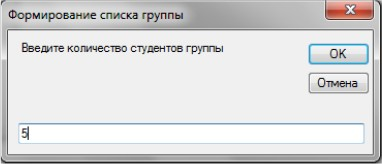 Формирование списка группы
Введите количество студентов группы
OK
Отмена
5